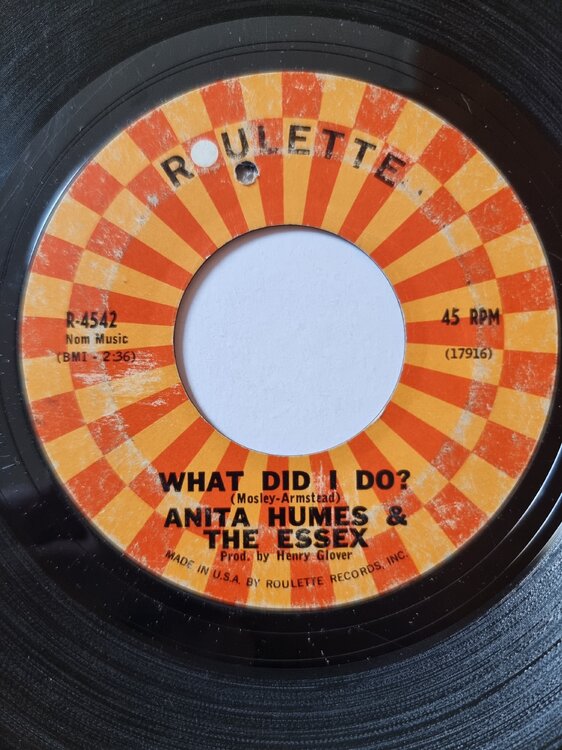 ROULETTE
R-4542
Nom Music
(BMI - 2:36)
45 RPM
(17916)
WHAT DID I DO?
(Mosley-Armstead)
ANITA HUMES &
THE ESSEX
Prod. by Henry Glover
MADE IN U.S.A. BY ROULETTE RECORDS, INC.